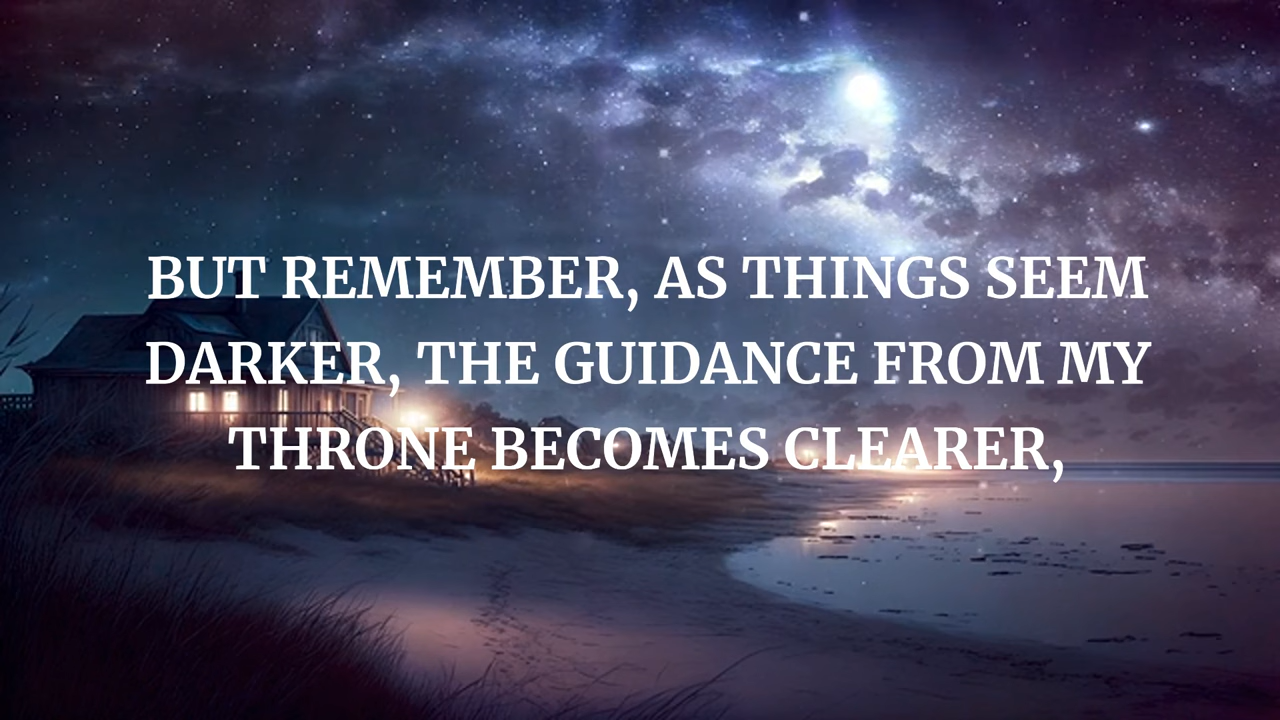 BUT REMEMBER, AS THINGS SEEM
DARKER, THE GUIDANCE FROM MY
THRONE BECOMES CLEARER,